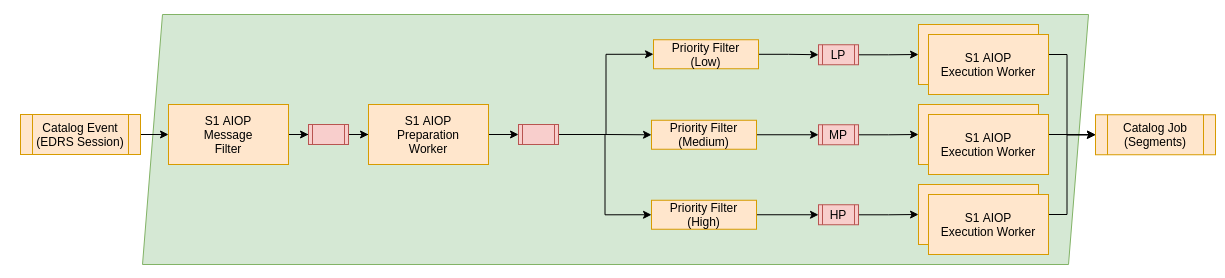 Catalog Event
(EDRS Session)
S1 AIOP
Message
Filter
S1 AIOP
Preparation
Worker
Priority Filter
(Low)
LP
S1 AIOP
Execution Worker
Priority Filter
(Medium)
MP
S1 AIOP
Execution Worker
Priority Filter
(High)
HP
S1 AIOP
Execution Worker
Catalog Job
(Segments)